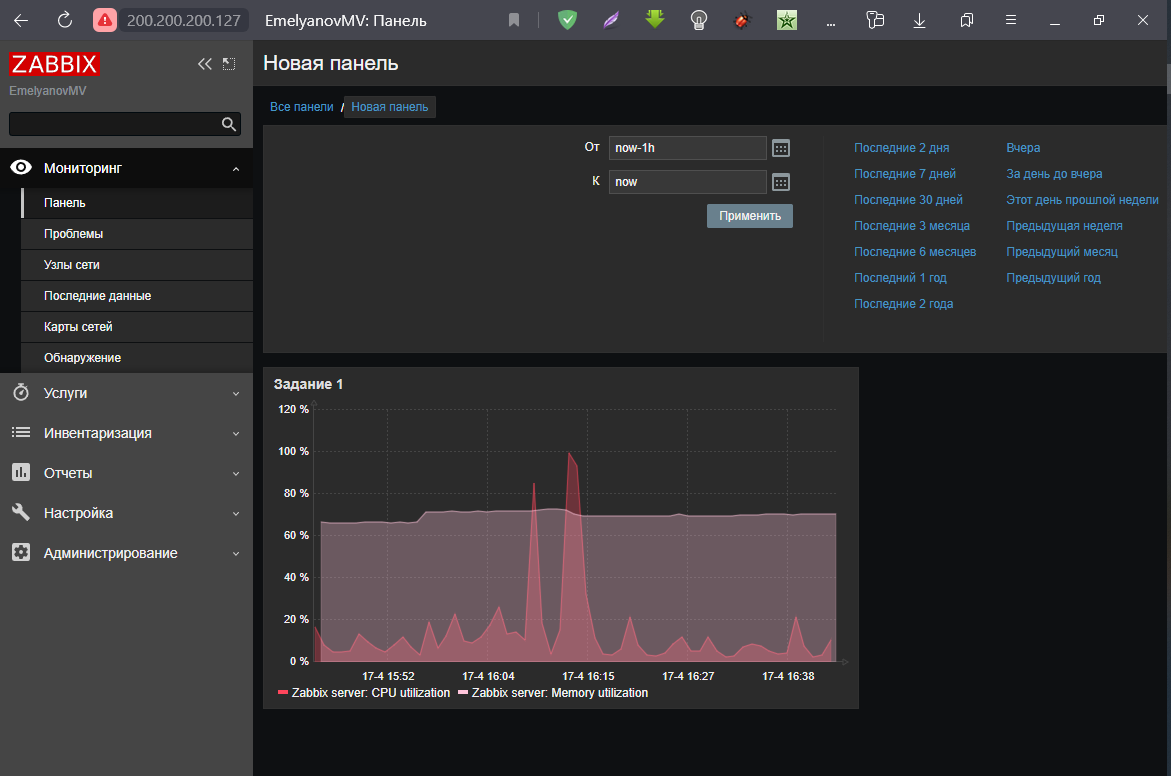 200.200.200.127 EmelyanovMV: Панель ...
ZABBIX
EmelyanovMV
Мониторинг
Панель
Проблемы
Узлы сети
Последние данные
Карты сетей
Обнаружение
Услуги
Инвентаризация
Отчеты
Настройка
Администрирование
Новая панель
Все панели / Новая панель
От now-1h
К now
Применить
Последние 2 дня
Последние 7 дней
Последние 30 дней
Последние 3 месяца
Последние 6 месяцев
Последний 1 год
Последние 2 года
Вчера
За день до вчера
Этот день прошлой недели
Предыдущая неделя
Предыдущий месяц
Предыдущий год
Задание 1
120 %
100 %
80 %
60 %
40 %
20 %
0 %
17-4 15:52 17-4 16:04 17-4 16:15 17-4 16:27 17-4 16:38
Zabbix server: CPU utilization Zabbix server: Memory utilization